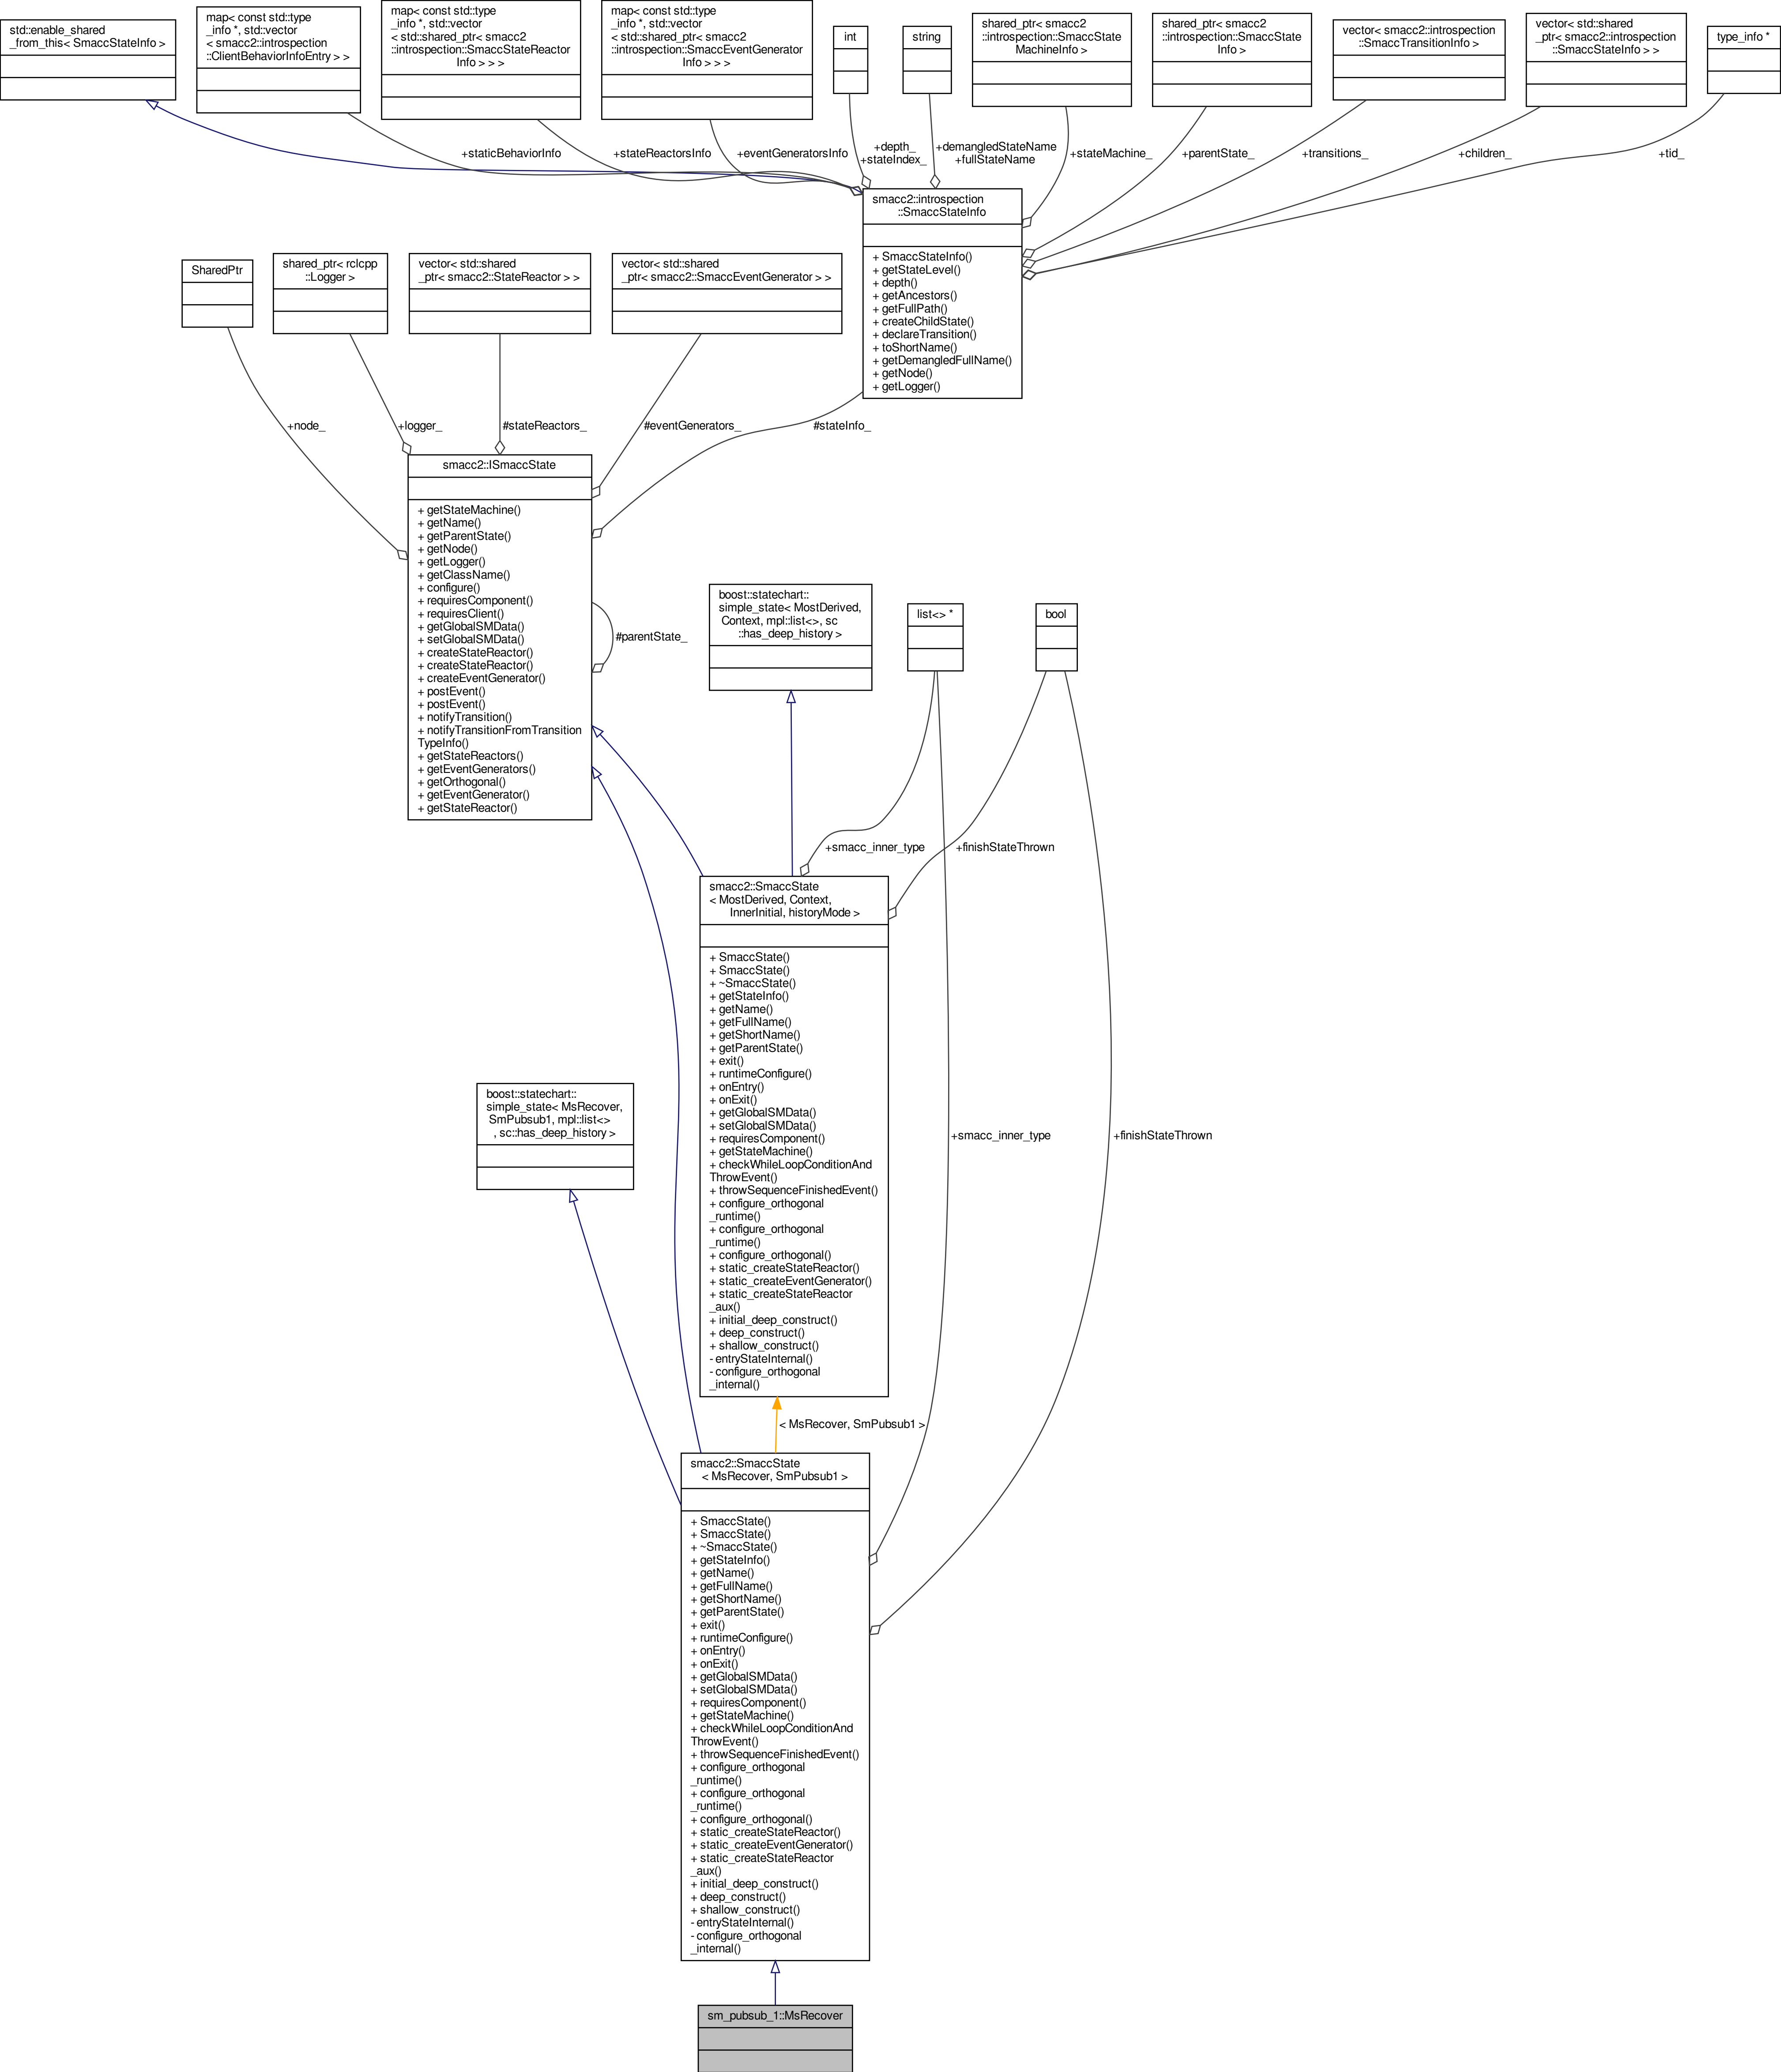 std::enable_shared
_from_this< SmaccStateInfo >
map< const std::type
_info *, std::vector
< smacc2::introspection
::ClientBehaviorInfoEntry > >
map< const std::type
_info *, std::vector
< std::shared_ptr< smacc2
::introspection::SmaccStateReactor
Info > > >
map< const std::type
_info *, std::vector
< std::shared_ptr< smacc2
::introspection::SmaccEventGenerator
Info > > >
int
string
shared_ptr< smacc2
::introspection::SmaccState
MachineInfo >
shared_ptr< smacc2
::introspection::SmaccState
Info >
vector< smacc2::introspection
::SmaccTransitionInfo >
vector< std::shared
_ptr< smacc2::introspection
::SmaccStateInfo > >
type_info *
+staticBehaviorInfo
+stateReactorsInfo
+eventGeneratorsInfo
+depth_
+stateIndex_
+demangledStateName
+fullStateName
+stateMachine_
+parentState_
+transitions_
+children_
+tid_
smacc2::introspection
::SmaccStateInfo
+ SmaccStateInfo()
+ getStateLevel()
+ depth()
+ getAncestors()
+ getFullPath()
+ createChildState()
+ declareTransition()
+ toShortName()
+ getDemangledFullName()
+ getNode()
+ getLogger()
SharedPtr
shared_ptr< rclcpp
::Logger >
vector< std::shared
_ptr< smacc2::StateReactor > >
vector< std::shared
_ptr< smacc2::SmaccEventGenerator > >
+node_
+logger_
#stateReactors_
#eventGenerators_
#stateInfo_
smacc2::ISmaccState
+ getStateMachine()
+ getName()
+ getParentState()
+ getNode()
+ getLogger()
+ getClassName()
+ configure()
+ requiresComponent()
+ requiresClient()
+ getGlobalSMData()
+ setGlobalSMData()
+ createStateReactor()
+ createStateReactor()
+ createEventGenerator()
+ postEvent()
+ postEvent()
+ notifyTransition()
+ notifyTransitionFromTransition
TypeInfo()
+ getStateReactors()
+ getEventGenerators()
+ getOrthogonal()
+ getEventGenerator()
+ getStateReactor()
#parentState_
boost::statechart::
simple_state< MostDerived,
Context, mpl::list<>, sc
::has_deep_history >
list<> *
bool
+smacc_inner_type
+finishStateThrown
smacc2::SmaccState
< MostDerived, Context,
InnerInitial, historyMode >
+ SmaccState()
+ SmaccState()
+ ~SmaccState()
+ getStateInfo()
+ getName()
+ getFullName()
+ getShortName()
+ getParentState()
+ exit()
+ runtimeConfigure()
+ onEntry()
+ onExit()
+ getGlobalSMData()
+ setGlobalSMData()
+ requiresComponent()
+ getStateMachine()
+ checkWhileLoopConditionAnd
ThrowEvent()
+ throwSequenceFinishedEvent()
+ configure_orthogonal
_runtime()
+ configure_orthogonal
_runtime()
+ configure_orthogonal()
+ static_createStateReactor()
+ static_createEventGenerator()
+ static_createStateReactor
_aux()
+ initial_deep_construct()
+ deep_construct()
+ shallow_construct()
- entryStateInternal()
- configure_orthogonal
_internal()
boost::statechart::
simple_state< MsRecover,
SmPubsub1, mpl::list<>
, sc::has_deep_history >
+smacc_inner_type
+finishStateThrown
< MsRecover, SmPubsub1 >
smacc2::SmaccState
< MsRecover, SmPubsub1 >
+ SmaccState()
+ SmaccState()
+ ~SmaccState()
+ getStateInfo()
+ getName()
+ getFullName()
+ getShortName()
+ getParentState()
+ exit()
+ runtimeConfigure()
+ onEntry()
+ onExit()
+ getGlobalSMData()
+ setGlobalSMData()
+ requiresComponent()
+ getStateMachine()
+ checkWhileLoopConditionAnd
ThrowEvent()
+ throwSequenceFinishedEvent()
+ configure_orthogonal
_runtime()
+ configure_orthogonal
_runtime()
+ configure_orthogonal()
+ static_createStateReactor()
+ static_createEventGenerator()
+ static_createStateReactor
_aux()
+ initial_deep_construct()
+ deep_construct()
+ shallow_construct()
- entryStateInternal()
- configure_orthogonal
_internal()
sm_pubsub_1::MsRecover